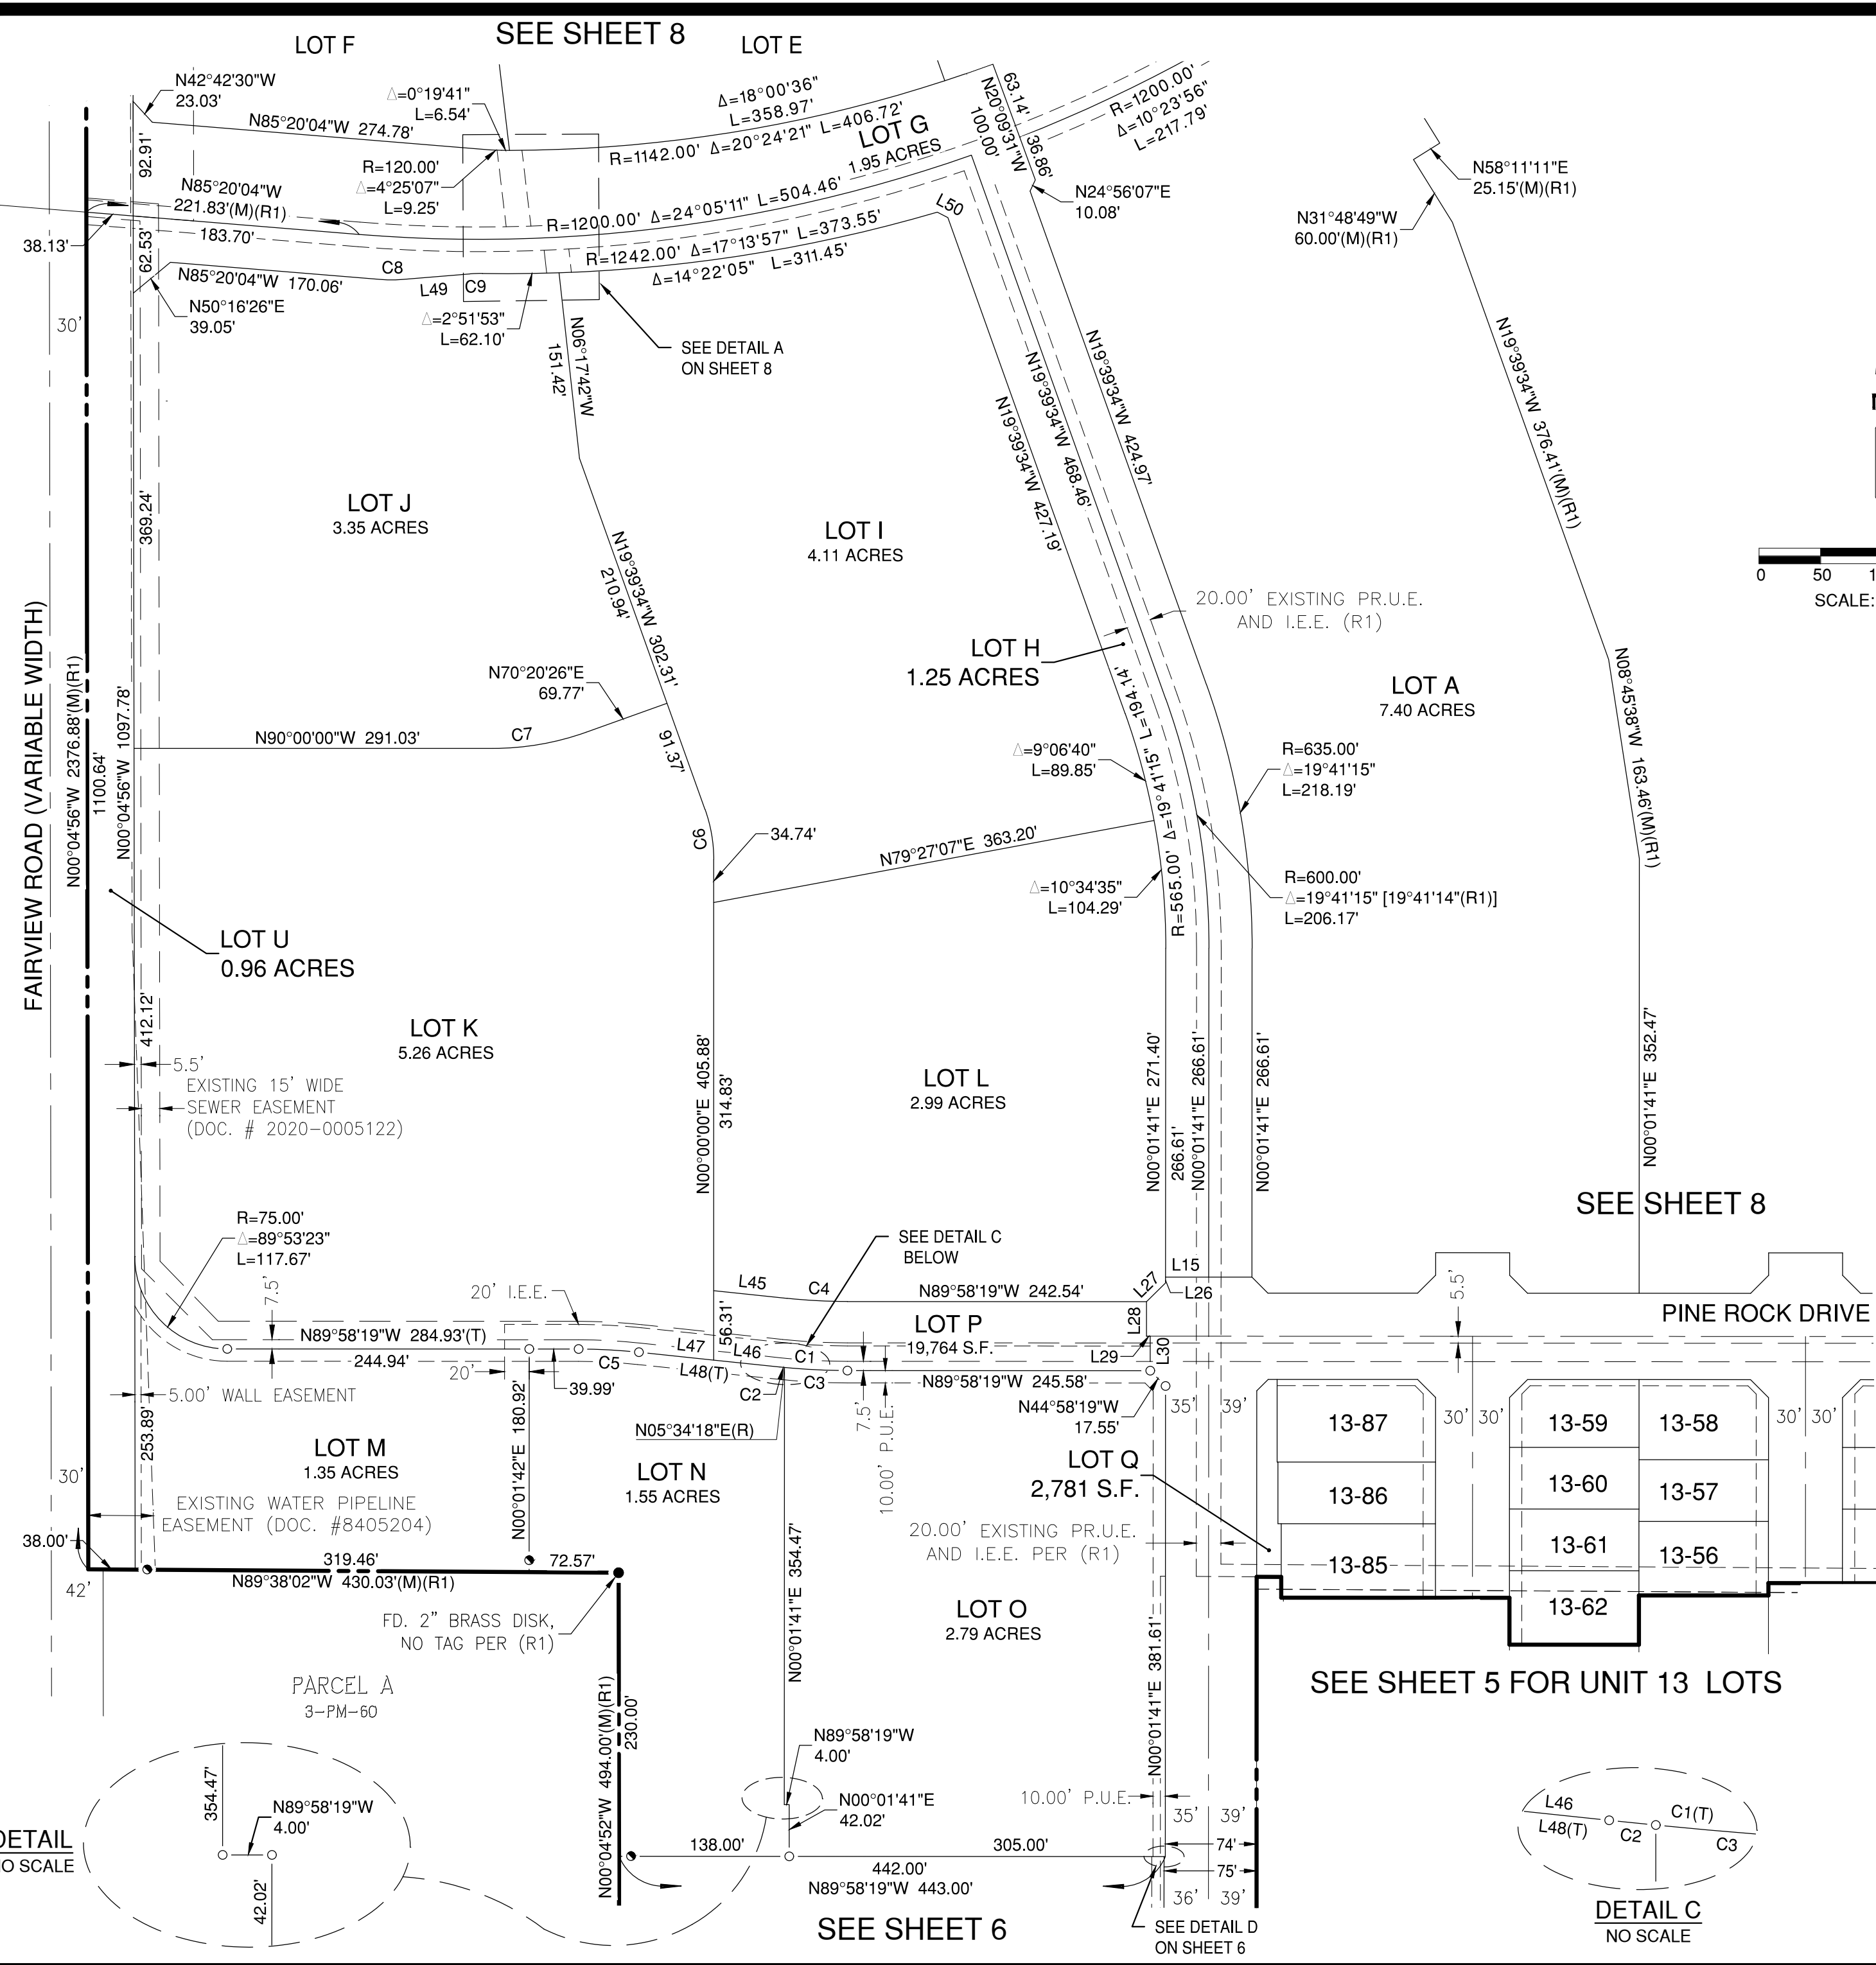 SEE SHEET 8
LOT F
LOT E
N42°42'30"W
23.03'
△=0°19'41"
L=6.54'
Δ=18°00'36"
L=358.97'
63.14'
N20°09'31"W
100.00'
36.86'
R=1200.00'
Δ=10°23'56"
L=217.79'
92.91'
N85°20'04"W 274.78'
R=1142.00' Δ=20°24'21" L=406.72'
LOT G
1.95 ACRES
R=120.00'
△=4°25'07"
L=9.25'
N85°20'04"W
221.83'(M)(R1)
N24°56'07"E
10.08'
N58°11'11"E
25.15'(M)(R1)
N31°48'49"W
60.00'(M)(R1)
38.13'
62.53'
183.70'
R=1200.00' Δ=24°05'11" L=504.46'
L50
R=1242.00' Δ=17°13'57" L=373.55'
Δ=14°22'05" L=311.45'
N85°20'04"W 170.06'
C8
L49
C9
N50°16'26"E
39.05'
30'
△=2°51'53"
L=62.10'
SEE DETAIL A
ON SHEET 8
N06°17'42"W
151.42'
N19°39'34"W 427.19'
N19°39'34"W 468.46'
N19°39'34"W 424.97'
N19°39'34"W 376.41'(M)(R1)
369.24'
LOT J
3.35 ACRES
LOT I
4.11 ACRES
N19°39'34"W 302.31'
210.94'
0
50
SCALE:
20.00' EXISTING PR.U.E.
AND I.E.E. (R1)
LOT H
1.25 ACRES
LOT A
7.40 ACRES
N70°20'26"E
69.77'
N08°45'38"W 163.46'(M)(R1)
FAIRVIEW ROAD (VARIABLE WIDTH)
N00°04'56"W 2376.88'(M)(R1)
1100.64'
N00°04'56"W 1097.78'
N90°00'00"W 291.03'
C7
91.37'
△=9°06'40"
L=89.85'
R=565.00' Δ=19°41'15" L=194.14'
R=635.00'
△=19°41'15"
L=218.19'
C6
34.74'
N79°27'07"E 363.20'
△=10°34'35"
L=104.29'
R=600.00'
△=19°41'15" [19°41'14"(R1)]
L=206.17'
LOT U
0.96 ACRES
412.12'
LOT K
5.26 ACRES
5.5'
EXISTING 15' WIDE
SEWER EASEMENT
(DOC. # 2020-0005122)
N00°00'00"E 405.88'
314.83'
LOT L
2.99 ACRES
N00°01'41"E 271.40'
266.61'
N00°01'41"E 266.61'
N00°01'41"E 266.61'
N00°01'41"E 352.47'
SEE SHEET 8
R=75.00'
△=89°53'23"
L=117.67'
SEE DETAIL C
BELOW
7.5'
20' I.E.E.
L45
C4
N89°58'19"W 242.54'
L27
L15
L26
L28
5.5'
PINE ROCK DRIVE
N89°58'19"W 284.93'(T)
244.94'
56.31'
L47
L46
C1
LOT P
19,764 S.F.
L29
L30
C5
L48(T)
C2
C3
20'
39.99'
N89°58'19"W 245.58'
5.00' WALL EASEMENT
N44°58'19"W
17.55'
35'
39'
N05°34'18"E(R)
7.5'
10.00' P.U.E.
253.89'
LOT M
1.35 ACRES
N00°01'42"E 180.92'
LOT N
1.55 ACRES
LOT Q
2,781 S.F.
13-87
30'
30'
13-59
13-58
30'
30'
13-86
13-60
13-57
13-85
13-61
13-56
13-62
30'
EXISTING WATER PIPELINE
EASEMENT (DOC. #8405204)
20.00' EXISTING PR.U.E.
AND I.E.E. PER (R1)
38.00'
42'
319.46'
72.57'
N89°38'02"W 430.03'(M)(R1)
FD. 2" BRASS DISK,
NO TAG PER (R1)
N00°01'41"E 354.47'
LOT O
2.79 ACRES
N00°01'41"E 381.61'
SEE SHEET 5 FOR UNIT 13 LOTS
PARCEL A
3-PM-60
N00°04'52"W 494.00'(M)(R1)
230.00'
N89°58'19"W
4.00'
N00°01'41"E
42.02'
10.00' P.U.E.
35'
39'
74'
75'
36'
39'
138.00'
305.00'
442.00'
N89°58'19"W 443.00'
SEE SHEET 6
SEE DETAIL D
ON SHEET 6
354.47'
N89°58'19"W
4.00'
42.02'
DETAIL
NO SCALE
L46
L48(T)
C2
C1(T)
C3
DETAIL C
NO SCALE